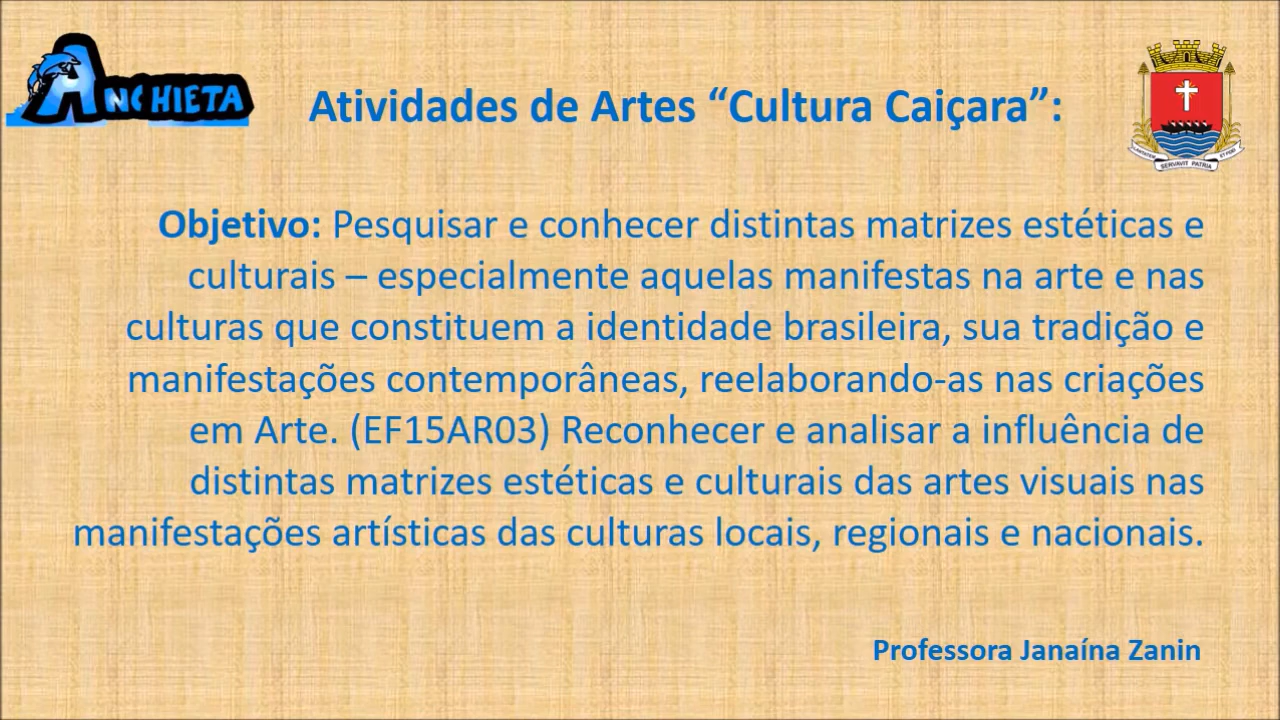 ANCHIETA
Atividades de Artes “Cultura Caiçara”:
SERVAVIT PATRIA
Objetivo: Pesquisar e conhecer distintas matrizes estéticas e
culturais – especialmente aquelas manifestas na arte e nas
culturas que constituem a identidade brasileira, sua tradição e
manifestações contemporâneas, reelaborando-as nas criações
em Arte. (EF15AR03) Reconhecer e analisar a influência de
distintas matrizes estéticas e culturais das artes visuais nas
manifestações artísticas das culturas locais, regionais e nacionais.
Professora Janaína Zanin